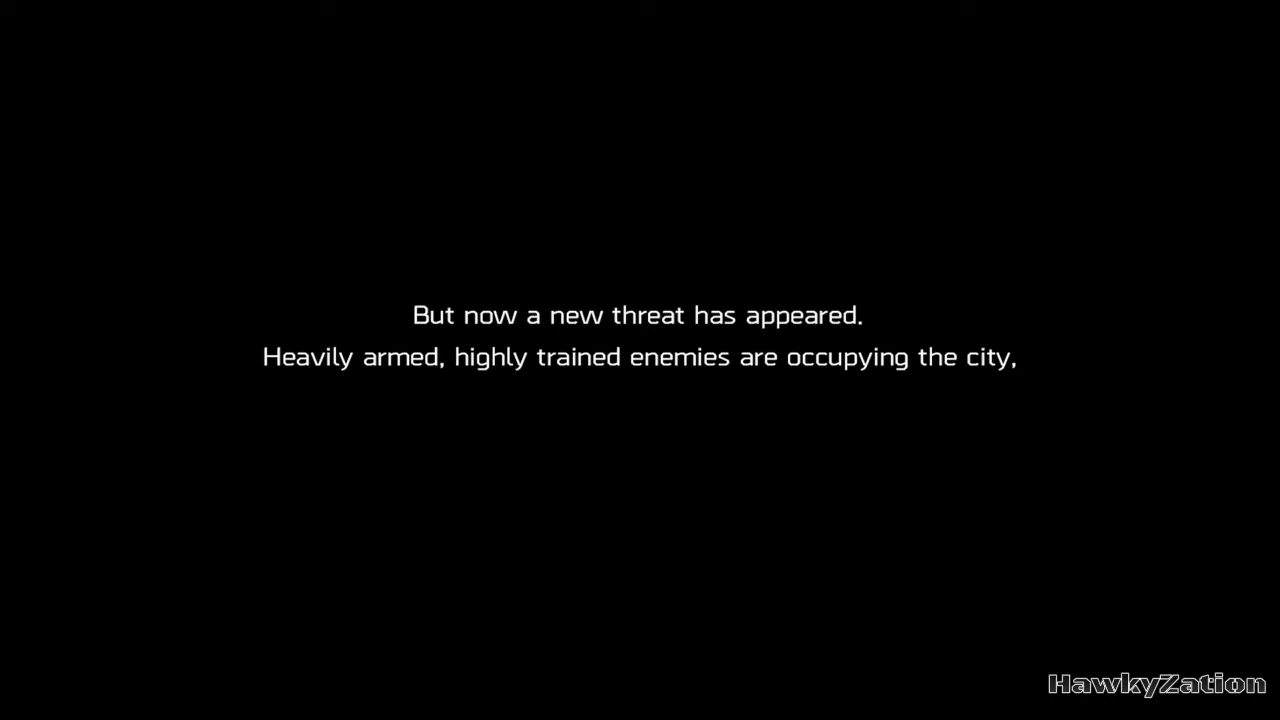 But now a new threat has appeared.
Heavily armed, highly trained enemies are occupying the city,
HawkyZation